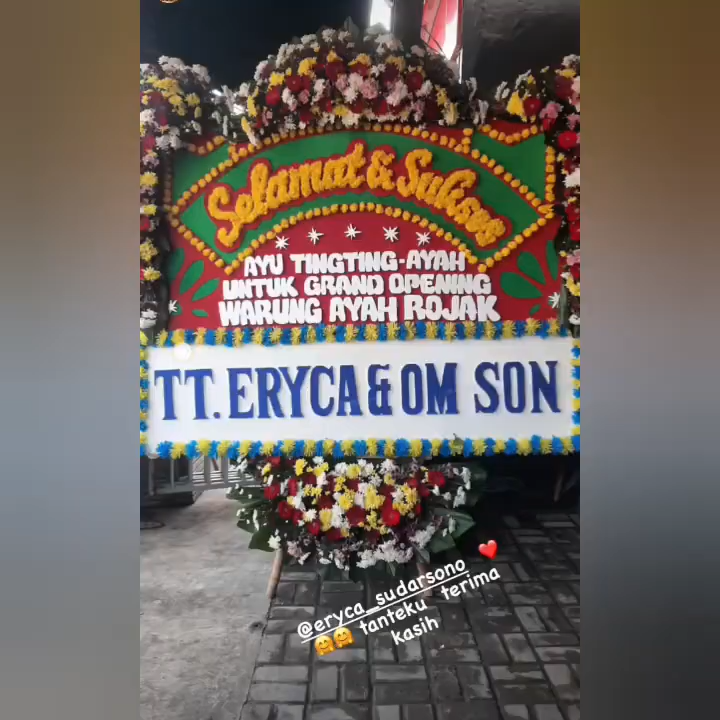 Selamat & Sukses
AYU TINGTING-AYAH
UNTUK GRAND OPENING
WARUNG AYAH ROJAK
TT. ERYCA & OM SON
@eryca_sudarsono ❤️
🤗🤗 tanteku terima
kasih